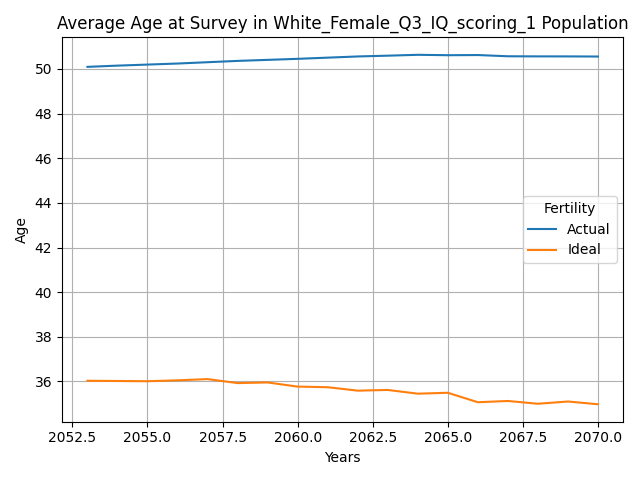 Average Age at Survey in White_Female_Q3_IQ_scoring_1 Population
50
48
46
44
42
40
38
36
Age
Fertility
Actual
Ideal
2052.5 2055.0 2057.5 2060.0 2062.5 2065.0 2067.5 2070.0
Years